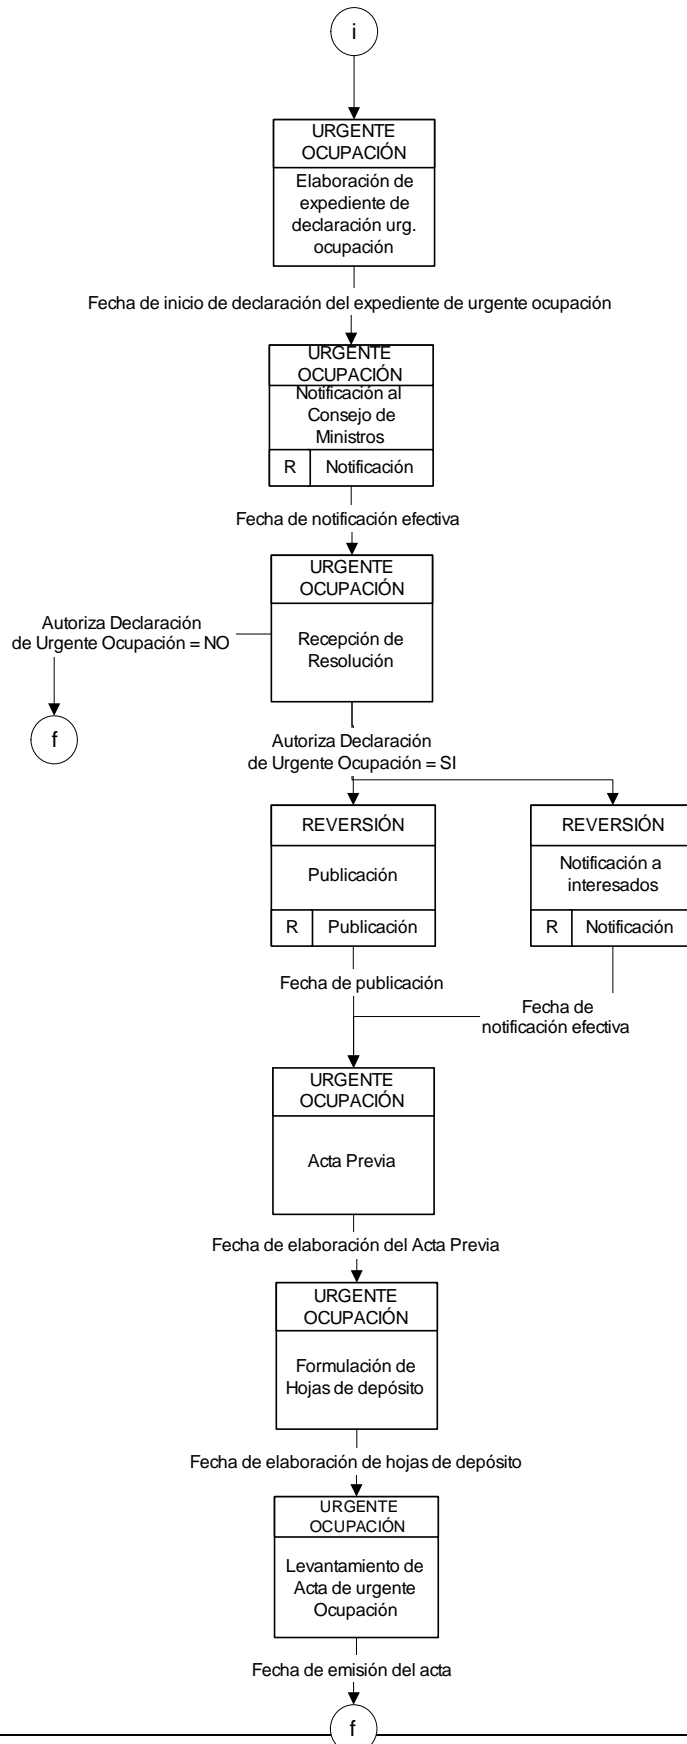 i
URGENTE
OCUPACIÓN
Elaboración de
expediente de
declaración urg.
ocupación
Fecha de inicio de declaración del expediente de urgente ocupación
URGENTE
OCUPACIÓN
Notificación al
Consejo de
Ministros
R Notificación
Fecha de notificación efectiva
URGENTE
OCUPACIÓN
Recepción de
Resolución
Autoriza Declaración
de Urgente Ocupación = NO
f
Autoriza Declaración
de Urgente Ocupación = SI
REVERSIÓN
Publicación
R Publicación
REVERSIÓN
Notificación a
interesados
R Notificación
Fecha de publicación
Fecha de
notificación efectiva
URGENTE
OCUPACIÓN
Acta Previa
Fecha de elaboración del Acta Previa
URGENTE
OCUPACIÓN
Formulación de
Hojas de depósito
Fecha de elaboración de hojas de depósito
URGENTE
OCUPACIÓN
Levantamiento de
Acta de urgente
Ocupación
Fecha de emisión del acta
f